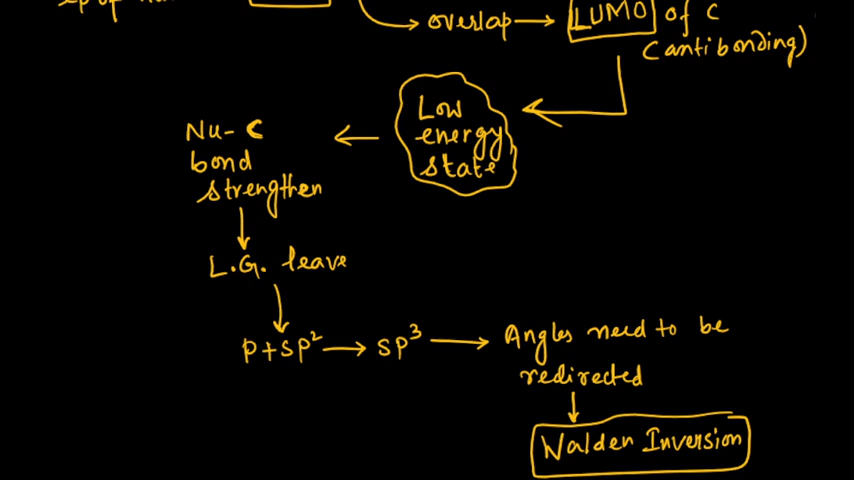 overlap → LUMO of C
(antibonding)
Low
energy
state
←
Nu- C
bond
strengthen
L.G. leave
P+SP² → SP³ → Angles need to be
redirected
Walden Inversion